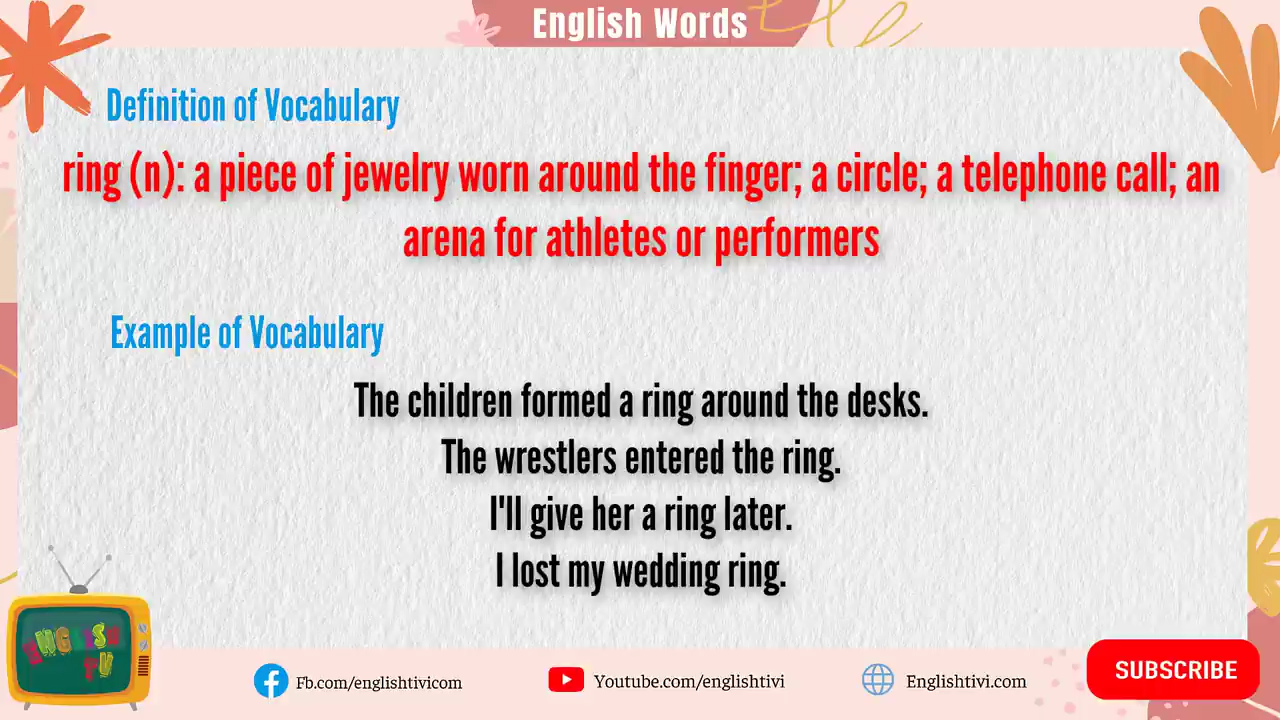 English Words
Definition of Vocabulary
ring (n): a piece of jewelry worn around the finger; a circle; a telephone call; an
arena for athletes or performers
Example of Vocabulary
The children formed a ring around the desks.
The wrestlers entered the ring.
I'll give her a ring later.
I lost my wedding ring.
ENGLISH
TV
Fb.com/englishtivicom
Youtube.com/englishtivi
Englishtivi.com
SUBSCRIBE